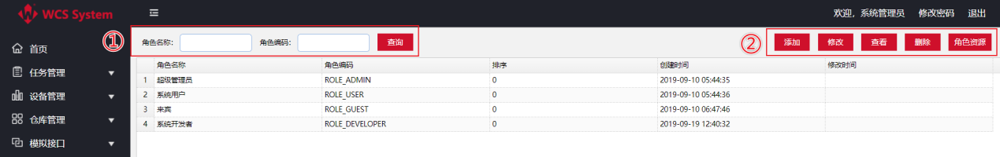 WCS System
欢迎，系统管理员 修改密码 退出
① 角色名称： 角色编码： 查询 ② 添加 修改 查看 删除 角色资源
首页
任务管理
设备管理
仓库管理
模拟接口
角色名称 角色编码 排序 创建时间 修改时间
1 超级管理员 ROLE_ADMIN 0 2019-09-10 05:44:35
2 系统用户 ROLE_USER 0 2019-09-10 05:44:36
3 来宾 ROLE_GUEST 0 2019-09-10 06:47:46
4 系统开发者 ROLE_DEVELOPER 0 2019-09-19 12:40:32